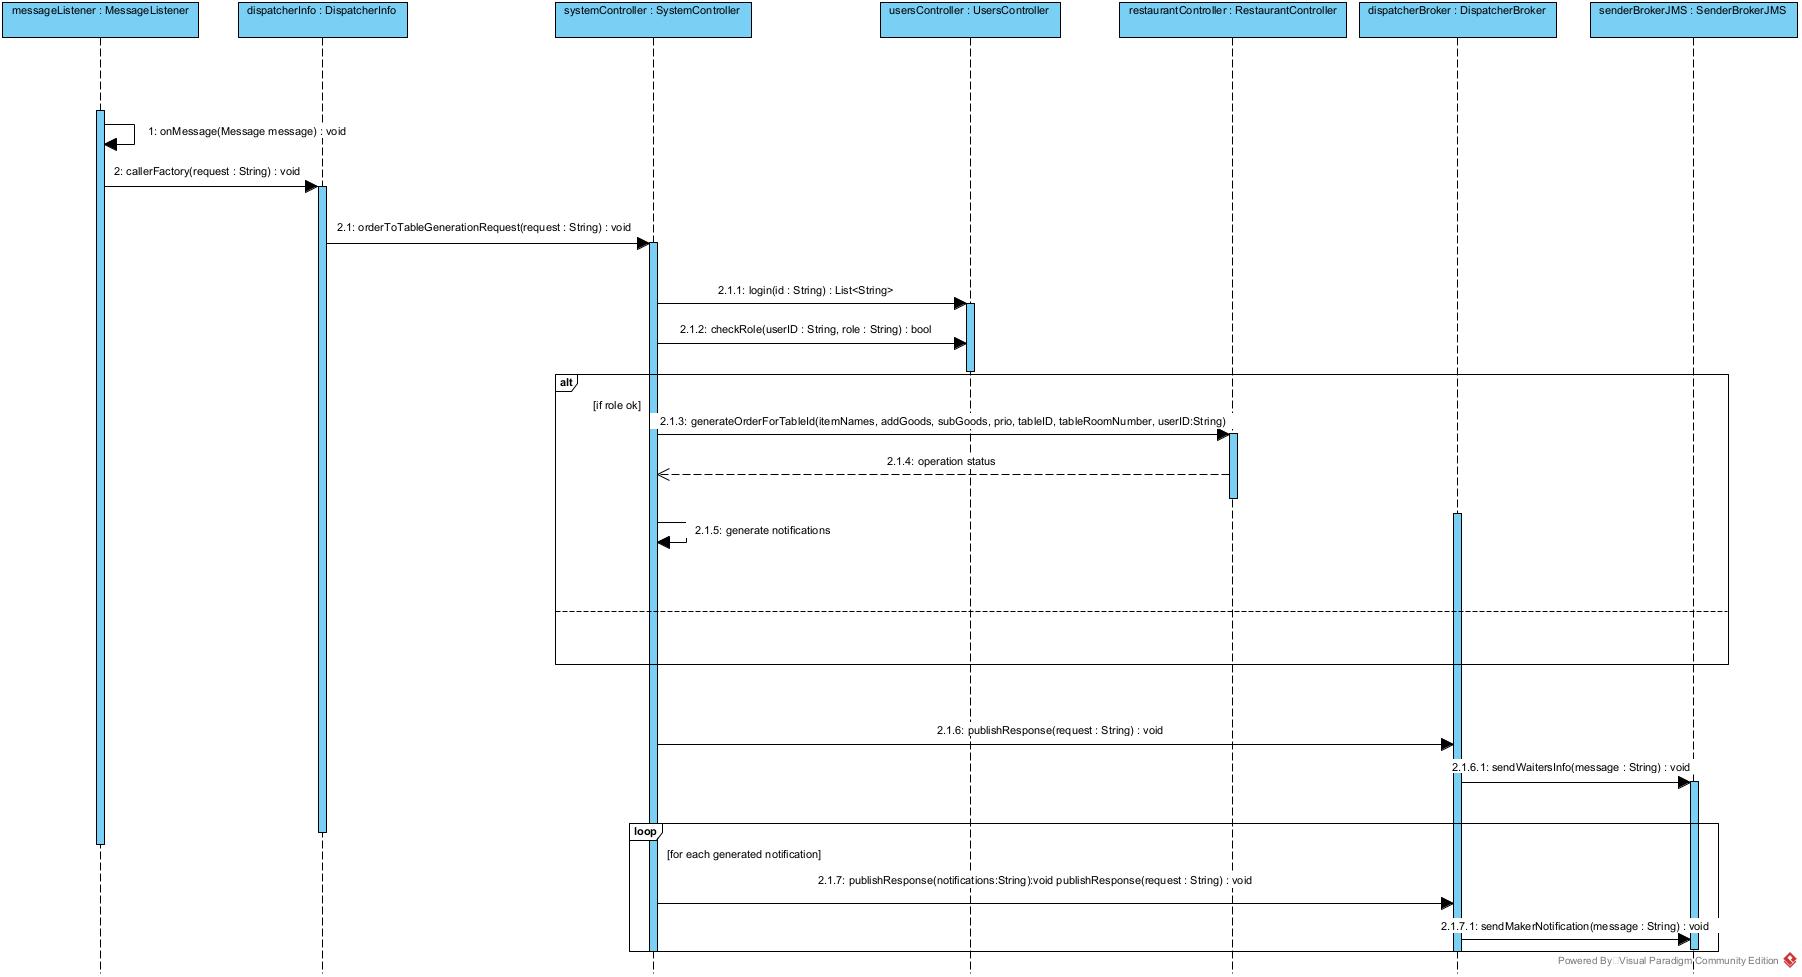 messageListener : MessageListener
dispatcherInfo : DispatcherInfo
systemController : SystemController
usersController : UsersController
restaurantController : RestaurantController
dispatcherBroker : DispatcherBroker
senderBrokerJMS : SenderBrokerJMS
1: onMessage(Message message) : void
2: callerFactory(request : String) : void
2.1: orderToTableGenerationRequest(request : String) : void
2.1.1: login(id : String) : List<String>
2.1.2: checkRole(userID : String, role : String) : bool
alt
[if role ok]
2.1.3: generateOrderForTableId(itemNames, addGoods, subGoods, prio, tableID, tableRoomNumber, userID:String)
2.1.4: operation status
2.1.5: generate notifications
2.1.6: publishResponse(request : String) : void
2.1.6.1: sendWaitersInfo(message : String) : void
loop
[for each generated notification]
2.1.7: publishResponse(notifications:String):void publishResponse(request : String) : void
2.1.7.1: sendMakerNotification(message : String) : void
Powered By Visual Paradigm Community Edition